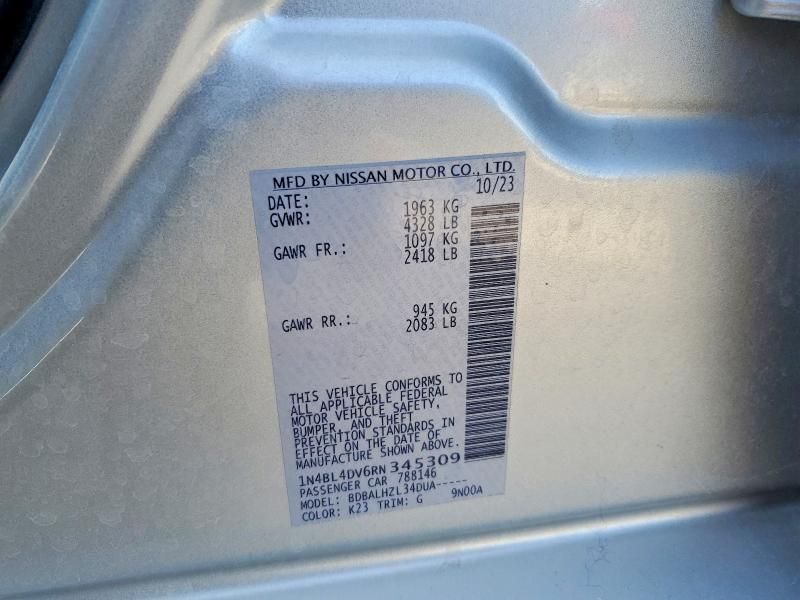 MFD BY NISSAN MOTOR CO., LTD.
DATE: 10/23
GVWR: 1963 KG
4328 LB
GAWR FR.: 1097 KG
2418 LB
GAWR RR.: 945 KG
2083 LB
THIS VEHICLE CONFORMS TO
ALL APPLICABLE FEDERAL
MOTOR VEHICLE SAFETY,
BUMPER, AND THEFT
PREVENTION STANDARDS IN
EFFECT ON THE DATE OF
MANUFACTURE SHOWN ABOVE.
1N4BL4DV6RN 345309
PASSENGER CAR 788146
MODEL: BDBALHZL34DUA-----
COLOR: K23 TRIM: G 9N00A